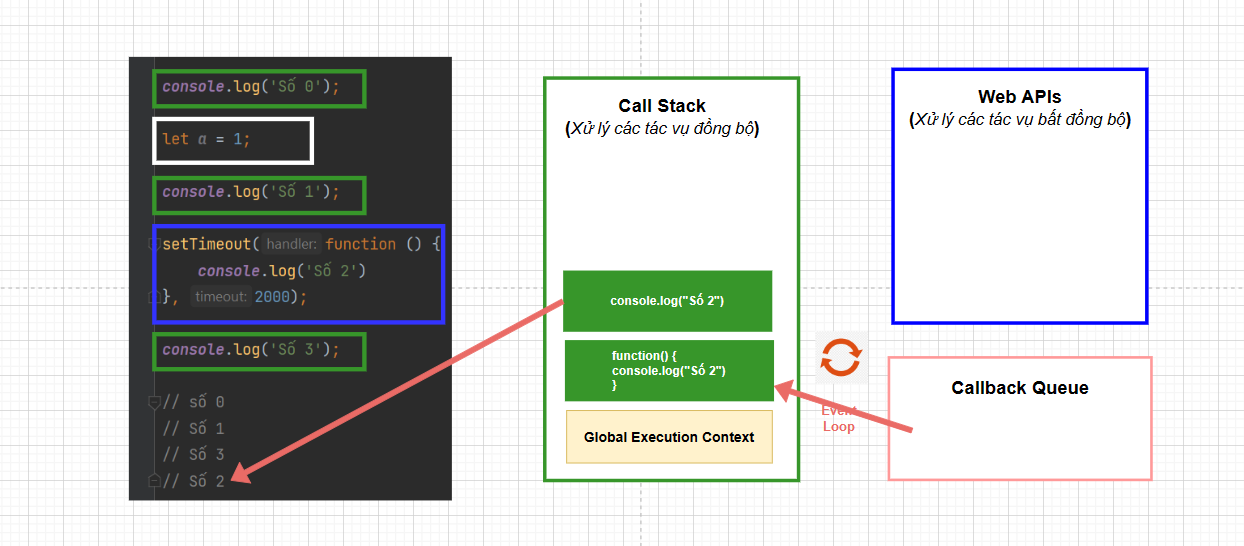 console.log('Số 0');
let a = 1;
console.log('Số 1');
setTimeout( handler: function () {
console.log('Số 2')
}, timeout: 2000);
console.log('Số 3');
// số 0
// Số 1
// Số 3
// Số 2
Call Stack
(Xử lý các tác vụ đồng bộ)
console.log("Số 2")
function() {
console.log("Số 2")
}
Global Execution Context
Event
Loop
Web APIs
(Xử lý các tác vụ bất đồng bộ)
Callback Queue